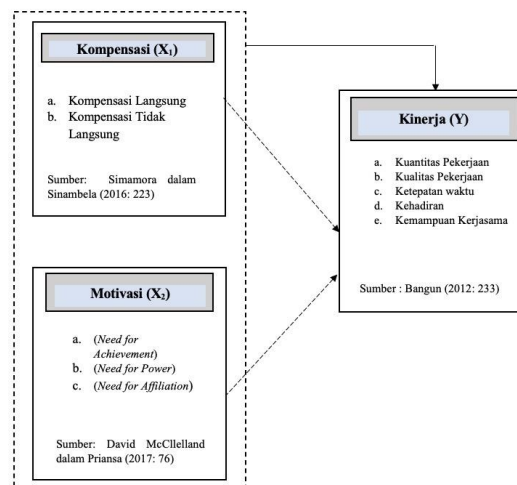 Kompensasi (X₁)
a. Kompensasi Langsung
b. Kompensasi Tidak
Langsung
Sumber: Simamora dalam
Sinambela (2016: 223)
Kinerja (Y)
a. Kuantitas Pekerjaan
b. Kualitas Pekerjaan
c. Ketepatan waktu
d. Kehadiran
e. Kemampuan Kerjasama
Sumber : Bangun (2012: 233)
Motivasi (X₂)
a. (Need for
Achievement)
b. (Need for Power)
c. (Need for Affiliation)
Sumber: David McCllelland
dalam Priansa (2017: 76)